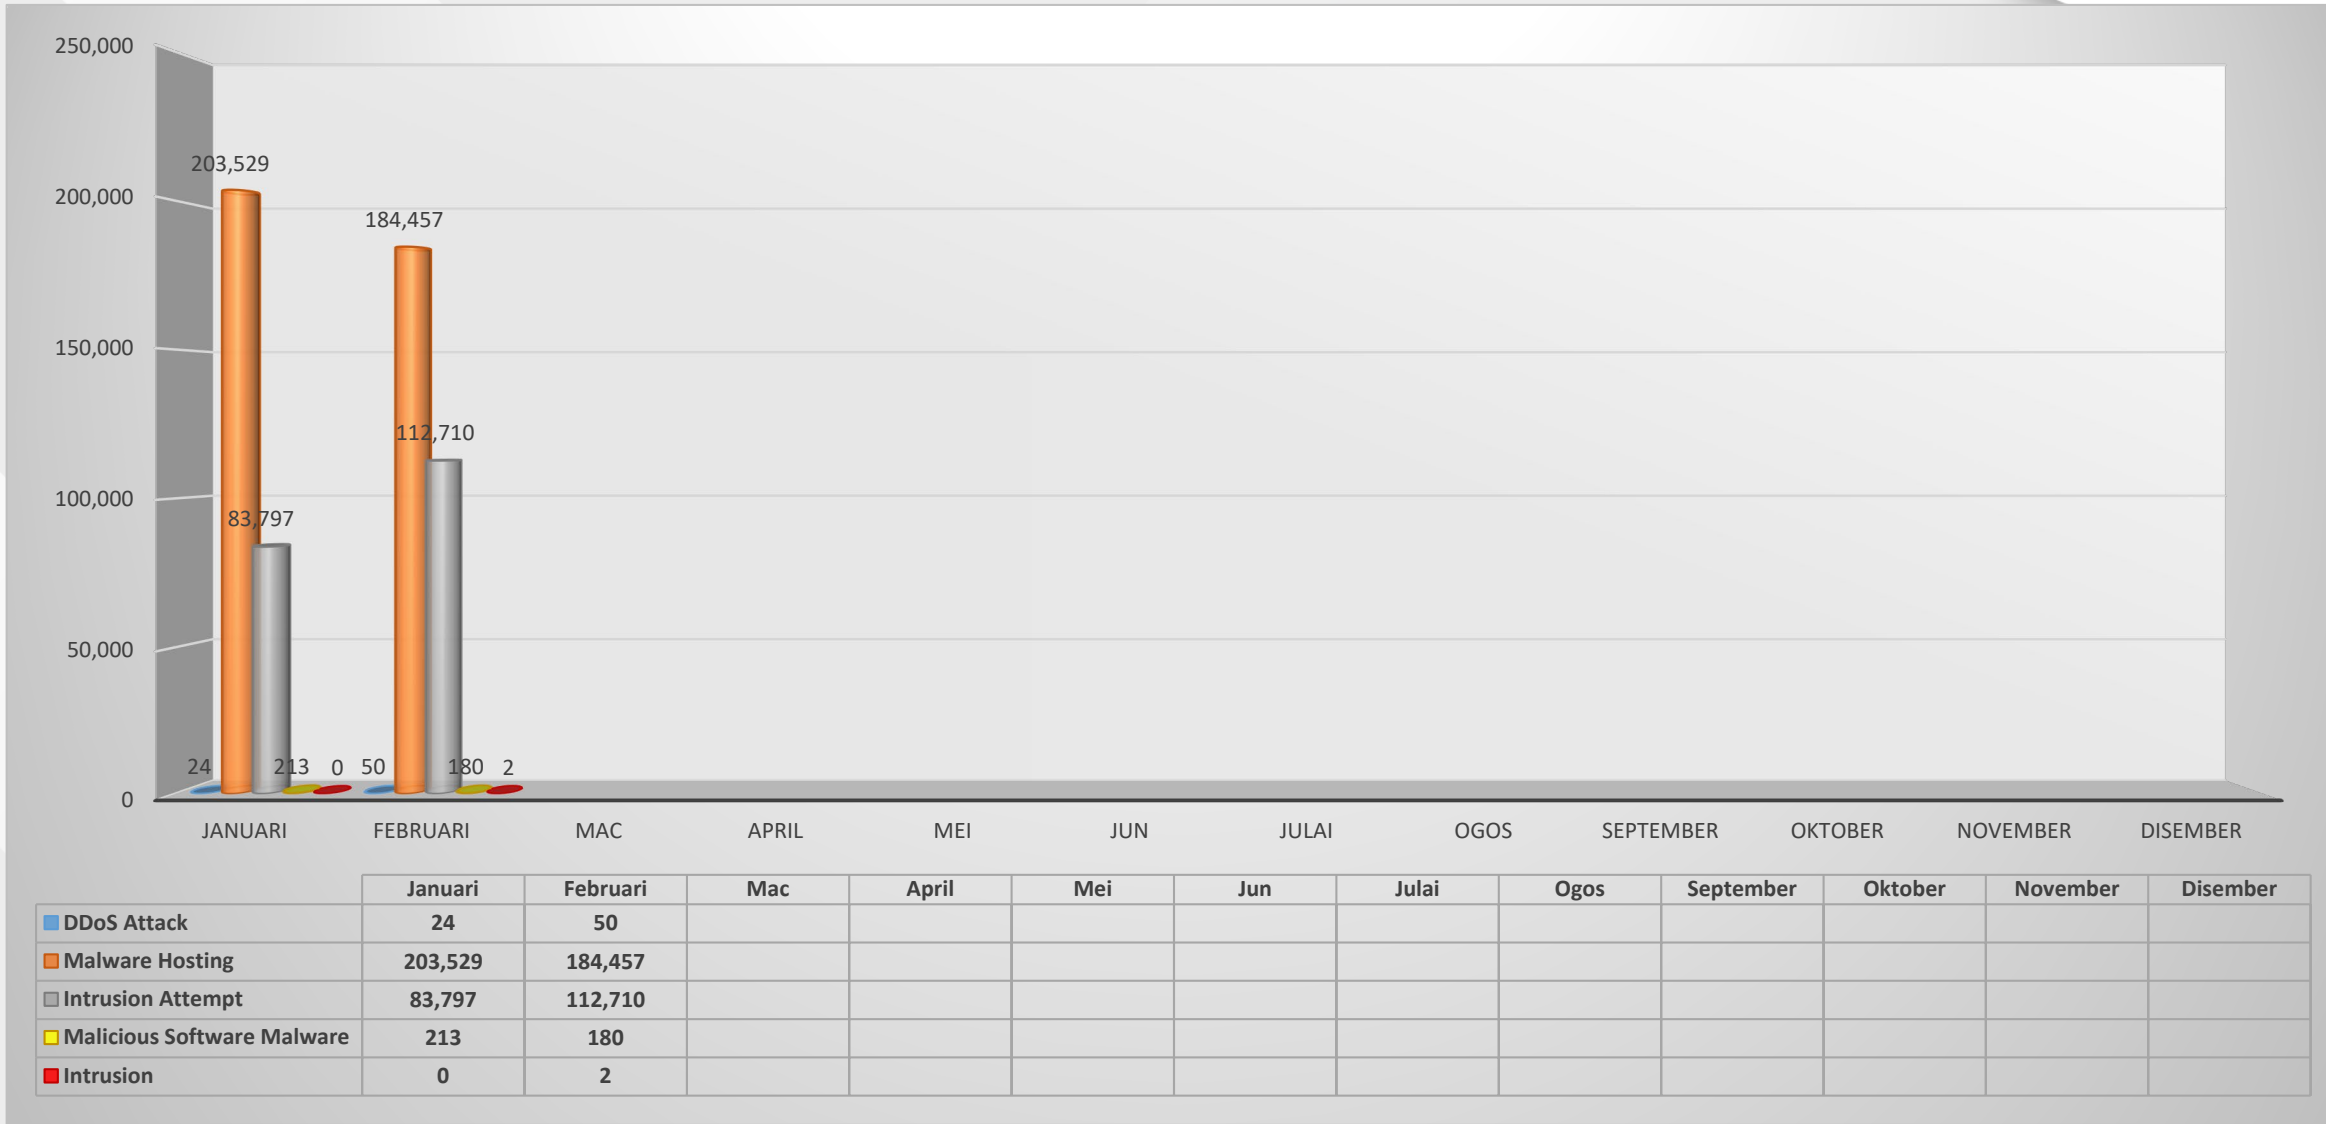 250,000
203,529
200,000
184,457
150,000
112,710
100,000
83,797
50,000
24 213 0 50 180 2
0
JANUARI FEBRUARI MAC APRIL MEI JUN JULAI OGOS SEPTEMBER OKTOBER NOVEMBER DISEMBER
Januari Februari Mac April Mei Jun Julai Ogos September Oktober November Disember
DDoS Attack 24 50
Malware Hosting 203,529 184,457
Intrusion Attempt 83,797 112,710
Malicious Software Malware 213 180
Intrusion 0 2